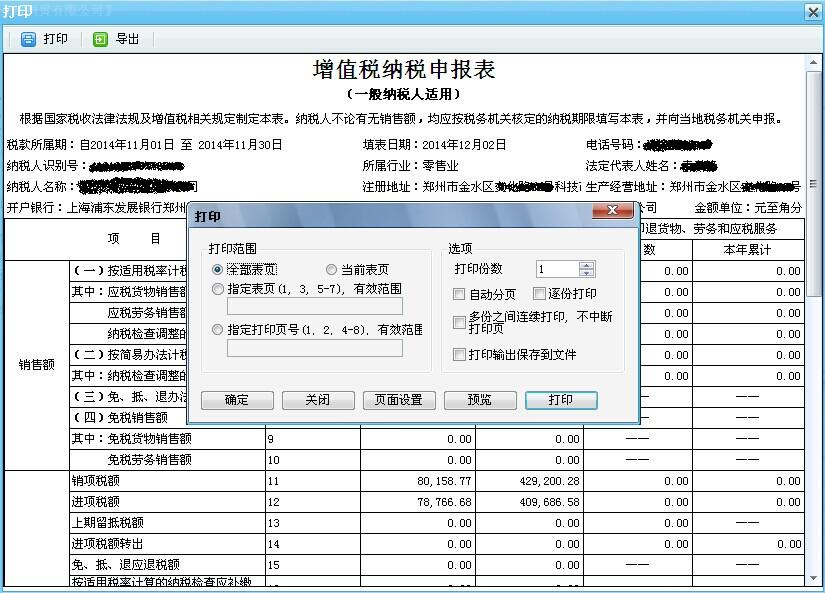 打印
打印 导出
增值税纳税申报表
(一般纳税人适用)
根据国家税收法律法规及增值税相关规定制定本表。纳税人不论有无销售额,均应按税务机关核定的纳税期限填写本表,并向当地税务机关申报。
税款所属期:自2014年11月01日 至 2014年11月30日 填表日期:2014年12月02日 电话号码:
纳税人识别号: 所属行业:零售业 法定代表人姓名:
纳税人名称: 司 注册地址:郑州市金水区 科技 生产经营地址:郑州市金水区 号
开户银行:上海浦东发展银行郑州 公司 金额单位:元至角分
退货物、劳务和应税服务
项 目 数 本年累计
销售额
(一)按适用税率计税 0.00 0.00
其中:应税货物销售额 0.00 0.00
应税劳务销售额 0.00 0.00
纳税检查调整的 0.00 0.00
(二)按简易办法计税 0.00 0.00
其中:纳税检查调整的 0.00 0.00
(三)免、抵、退办法 —— ——
(四)免税销售额 —— ——
其中:免税货物销售额 9 0.00 0.00 —— ——
免税劳务销售额 10 0.00 0.00 —— ——
销项税额 11 80,158.77 429,200.28 0.00 0.00
进项税额 12 78,766.68 409,686.58 0.00 0.00
上期留抵税额 13 0.00 0.00 0.00 ——
进项税额转出 14 0.00 0.00 0.00 0.00
免、抵、退应退税额 15 0.00 0.00 —— ——
按适用税率计算的纳税检查应补缴
打印
打印范围
全部表页 当前表页
指定表页(1, 3, 5-7), 有效范围
指定打印页号(1, 2, 4-8), 有效范围
选项
打印份数 1
自动分页 逐份打印
多份之间连续打印, 不中断
打印页
打印输出保存到文件
确定 关闭 页面设置 预览 打印